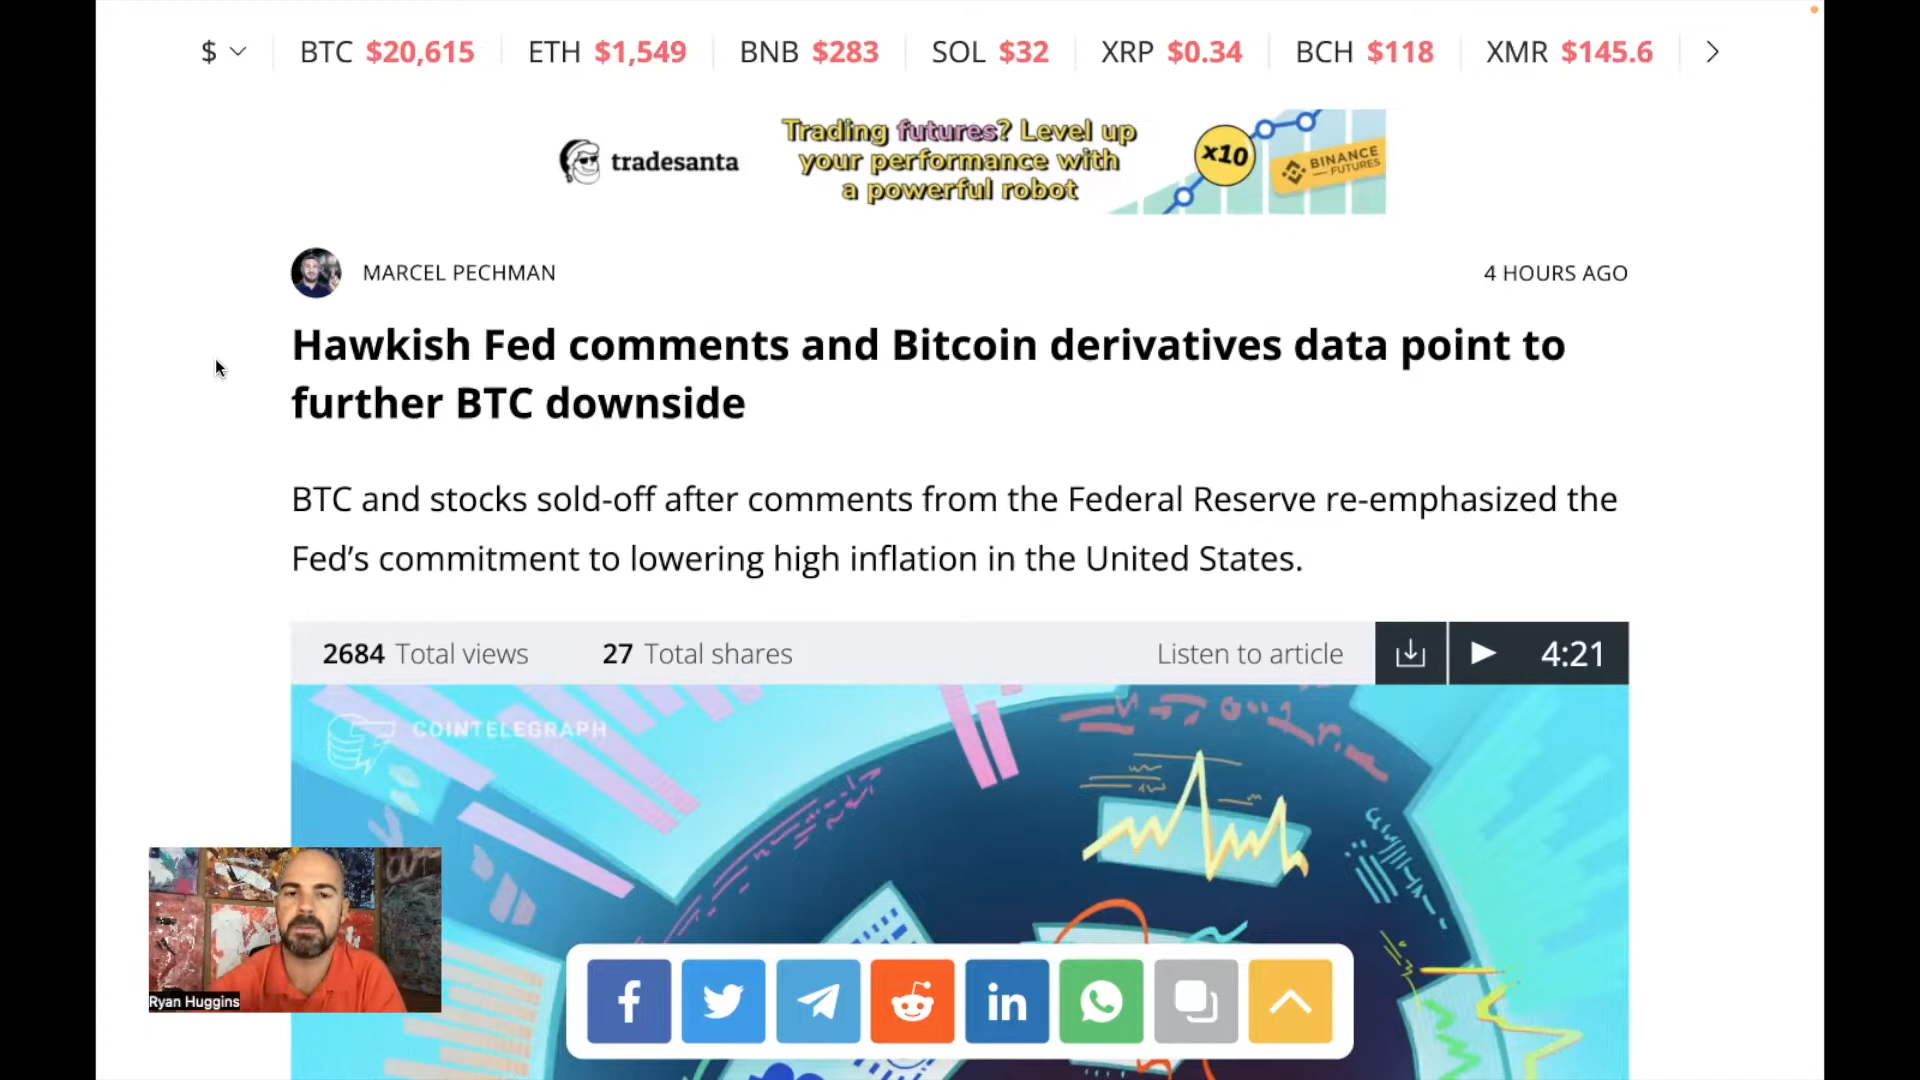 $ BTC $20,615 ETH $1,549 BNB $283 SOL $32 XRP $0.34 BCH $118 XMR $145.6
tradesanta
Trading futures? Level up
your performance with
a powerful robot
x10
BINANCE
FUTURES
MARCEL PECHMAN
4 HOURS AGO
Hawkish Fed comments and Bitcoin derivatives data point to
further BTC downside
BTC and stocks sold-off after comments from the Federal Reserve re-emphasized the
Fed's commitment to lowering high inflation in the United States.
2684 Total views 27 Total shares Listen to article 4:21
COINTELEGRAPH
Ryan Huggins